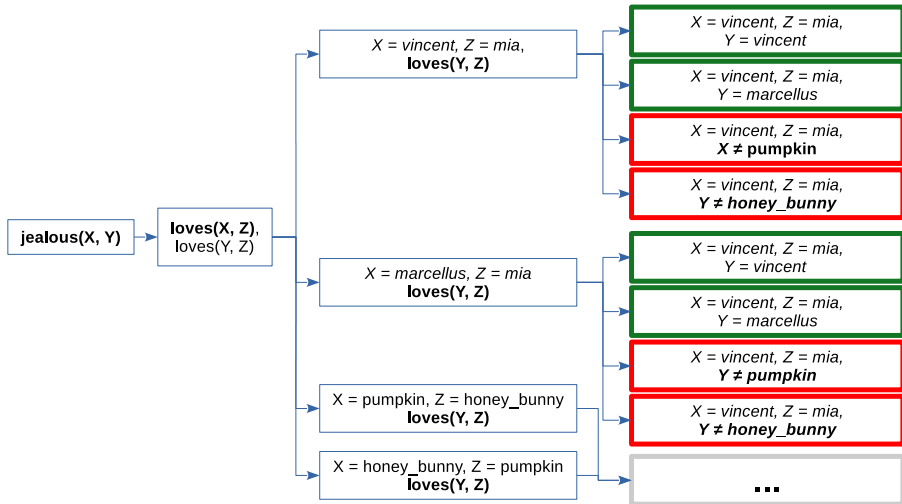 jealous(X, Y)
loves(X, Z),
loves(Y, Z)
X = vincent, Z = mia,
loves(Y, Z)
X = marcellus, Z = mia
loves(Y, Z)
X = pumpkin, Z = honey_bunny
loves(Y, Z)
X = honey_bunny, Z = pumpkin
loves(Y, Z)
X = vincent, Z = mia,
Y = vincent
X = vincent, Z = mia,
Y = marcellus
X = vincent, Z = mia,
X ≠ pumpkin
X = vincent, Z = mia,
Y ≠ honey_bunny
X = vincent, Z = mia,
Y = vincent
X = vincent, Z = mia,
Y = marcellus
X = vincent, Z = mia,
Y ≠ pumpkin
X = vincent, Z = mia,
Y ≠ honey_bunny
...